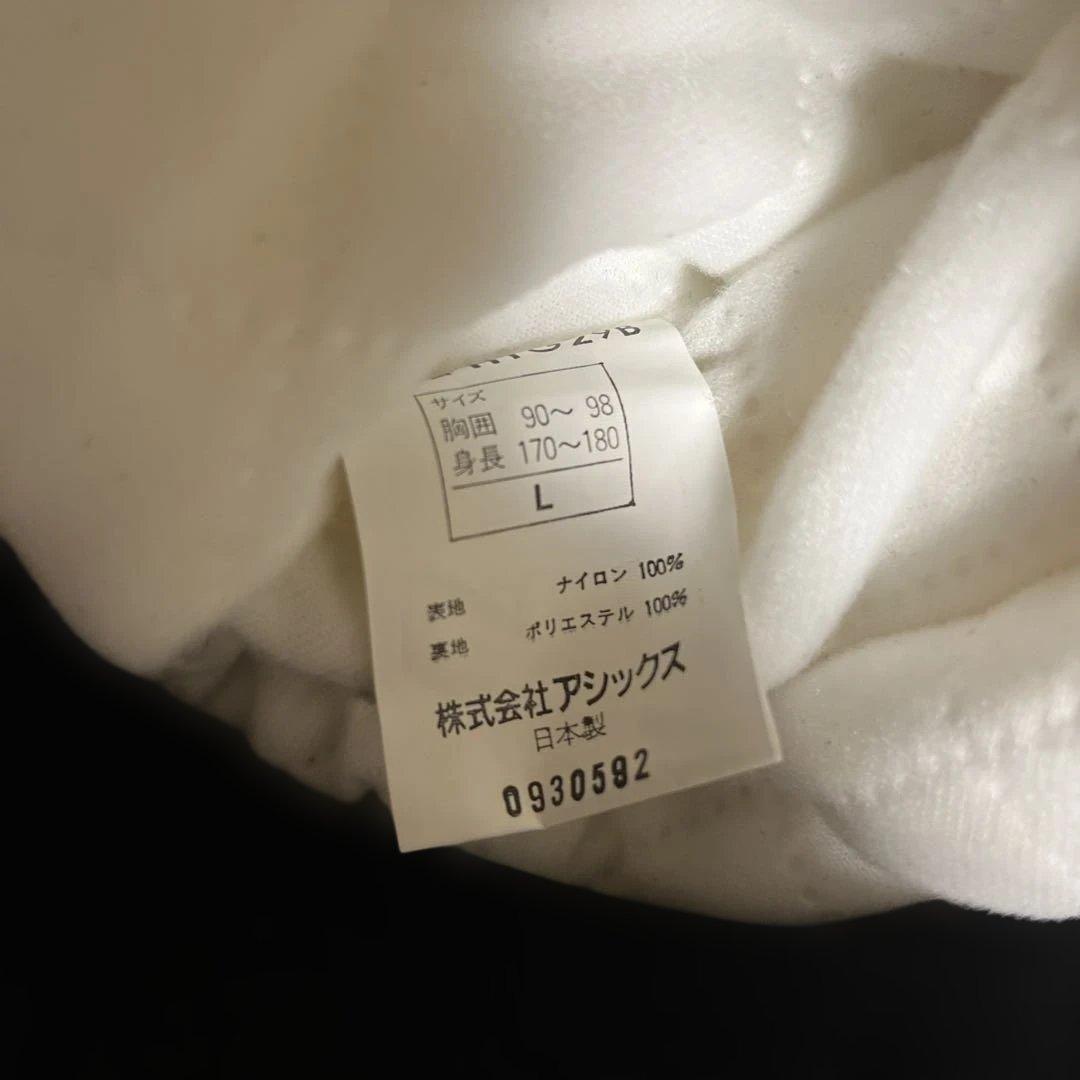 サイズ
胸囲 90〜 98
身長 170〜180
L
表地 ナイロン 100%
裏地 ポリエステル 100%
株式会社アシックス
日本製
0930592